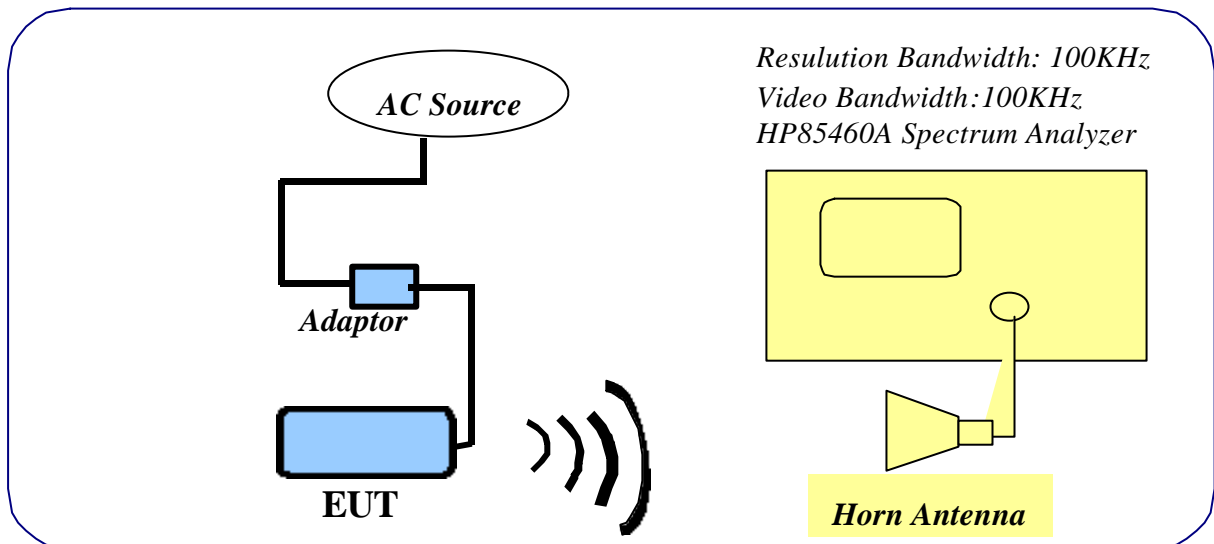 AC Source
Adaptor
EUT
Resulution Bandwidth: 100KHz
Video Bandwidth:100KHz
HP85460A Spectrum Analyzer
Horn Antenna